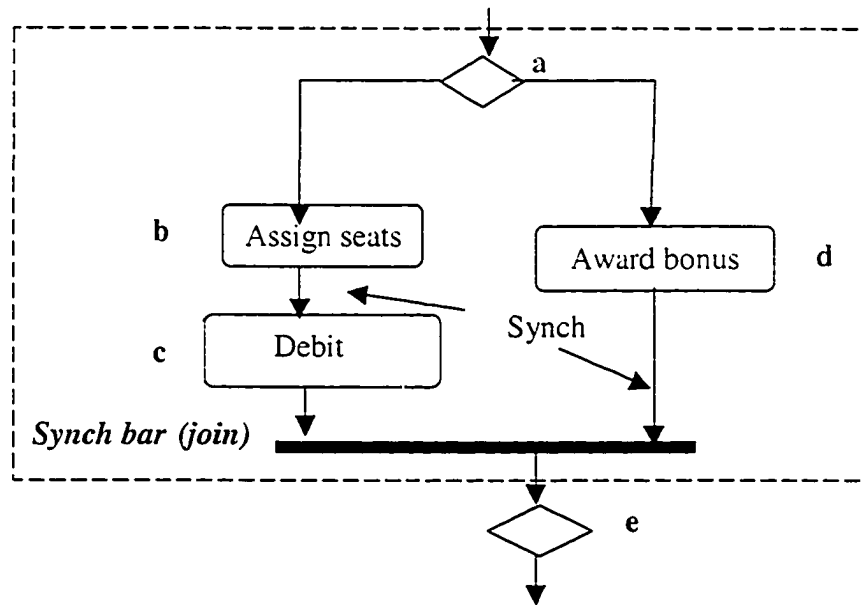 a
b
Assign seats
Award bonus
d
Synch
c
Debit
Synch bar (join)
e